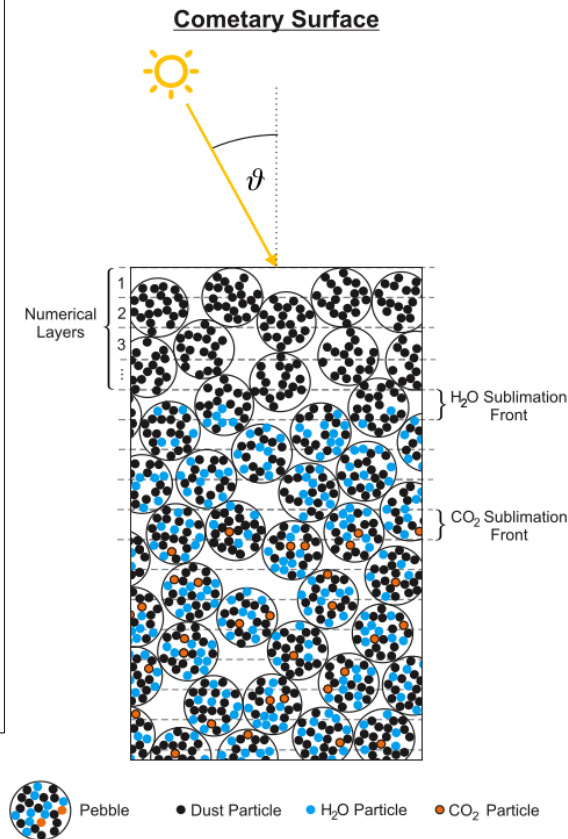 Cometary Surface
ϑ
1
Numerical
Layers
2
3
⋮
H₂O Sublimation
Front
CO₂ Sublimation
Front
Pebble
Dust Particle
H₂O Particle
CO₂ Particle